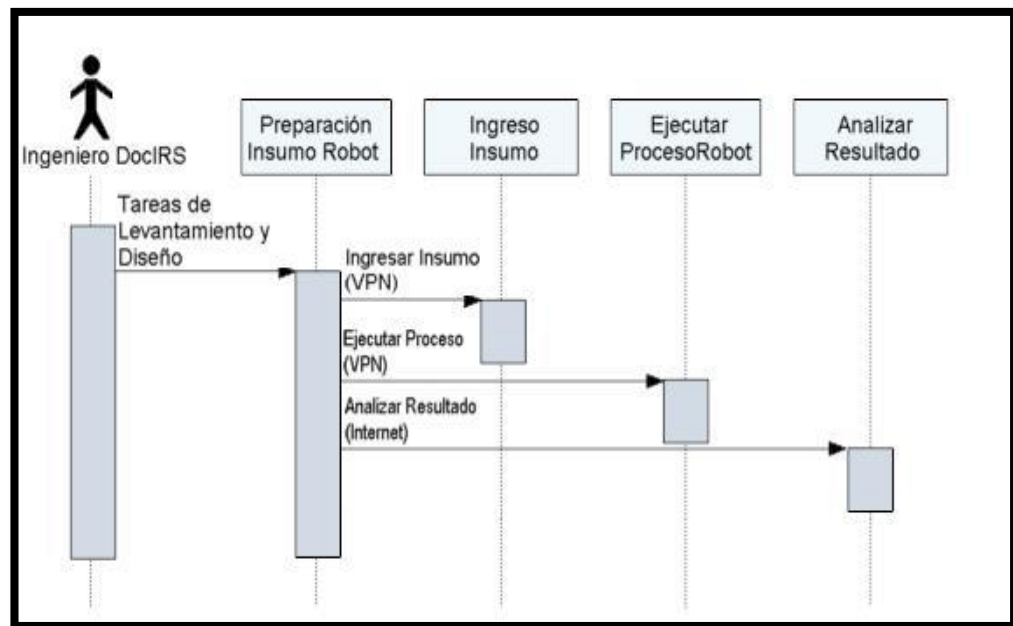 Ingeniero DocIRS
Preparación
Insumo Robot
Ingreso
Insumo
Ejecutar
ProcesoRobot
Analizar
Resultado
Tareas de
Levantamiento y
Diseño
Ingresar Insumo
(VPN)
Ejecutar Proceso
(VPN)
Analizar Resultado
(Internet)